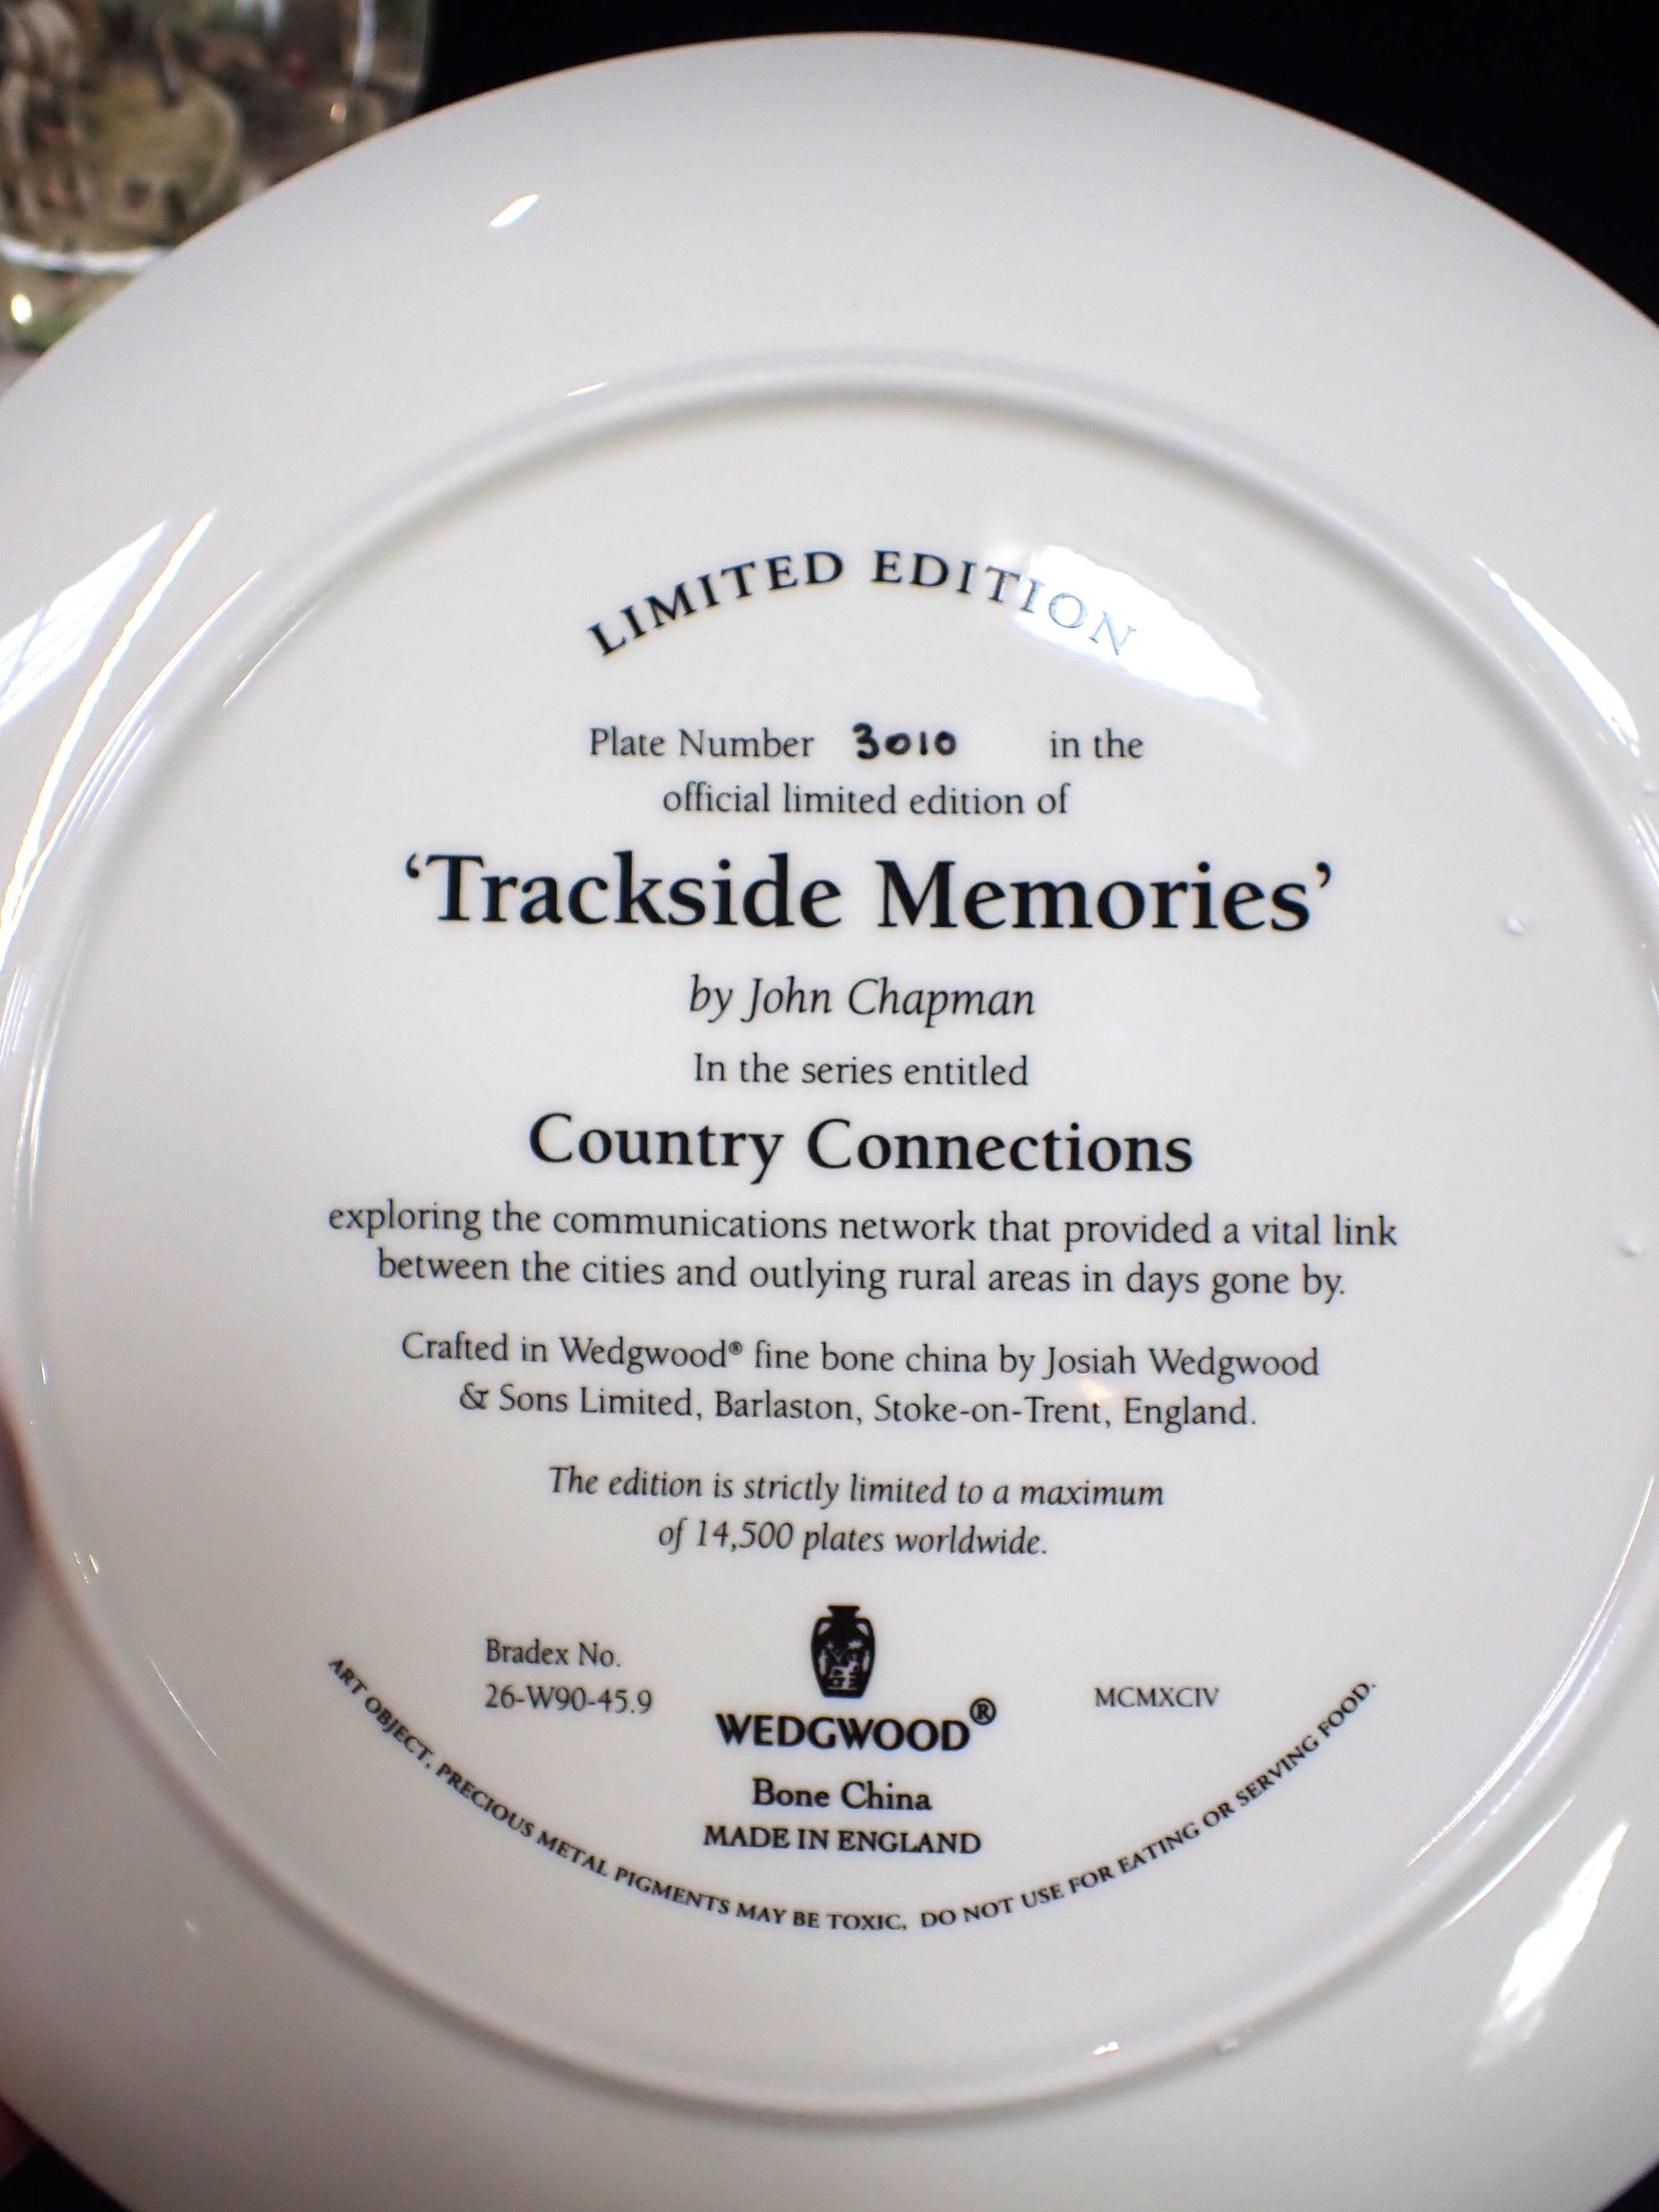 LIMITED EDITION
Plate Number 3010 in the
official limited edition of
‘Trackside Memories’
by John Chapman
In the series entitled
Country Connections
exploring the communications network that provided a vital link
between the cities and outlying rural areas in days gone by.
Crafted in Wedgwood® fine bone china by Josiah Wedgwood
& Sons Limited, Barlaston, Stoke-on-Trent, England.
The edition is strictly limited to a maximum
of 14,500 plates worldwide.
Bradex No.
26-W90-45.9
WEDGWOOD®
MCMXCIV
Bone China
MADE IN ENGLAND
ART OBJECT, PRECIOUS METAL PIGMENTS MAY BE TOXIC. DO NOT USE FOR EATING OR SERVING FOOD.